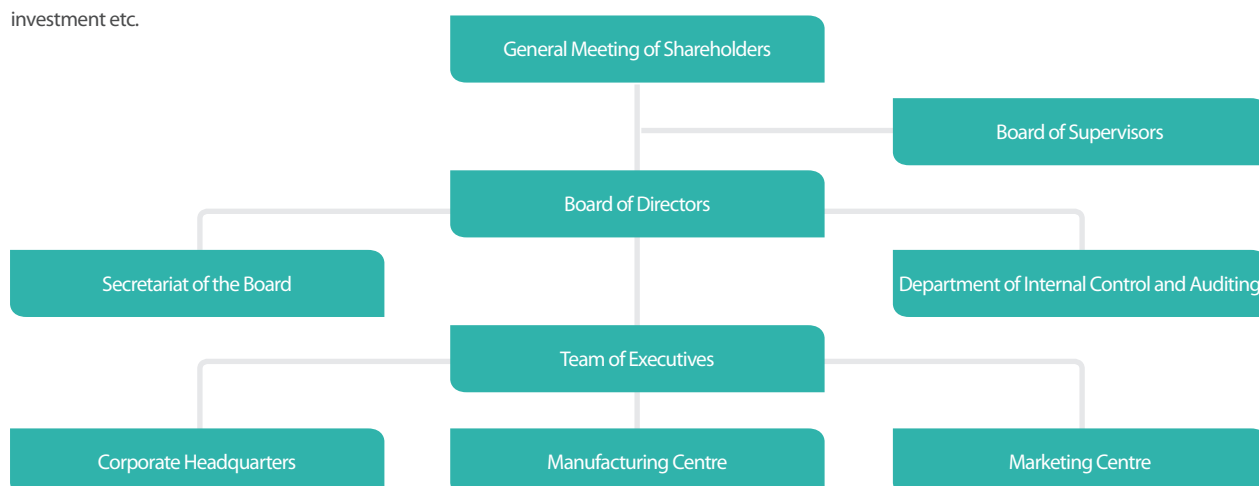 investment etc.
General Meeting of Shareholders
Board of Supervisors
Board of Directors
Secretariat of the Board
Department of Internal Control and Auditing
Team of Executives
Corporate Headquarters
Manufacturing Centre
Marketing Centre